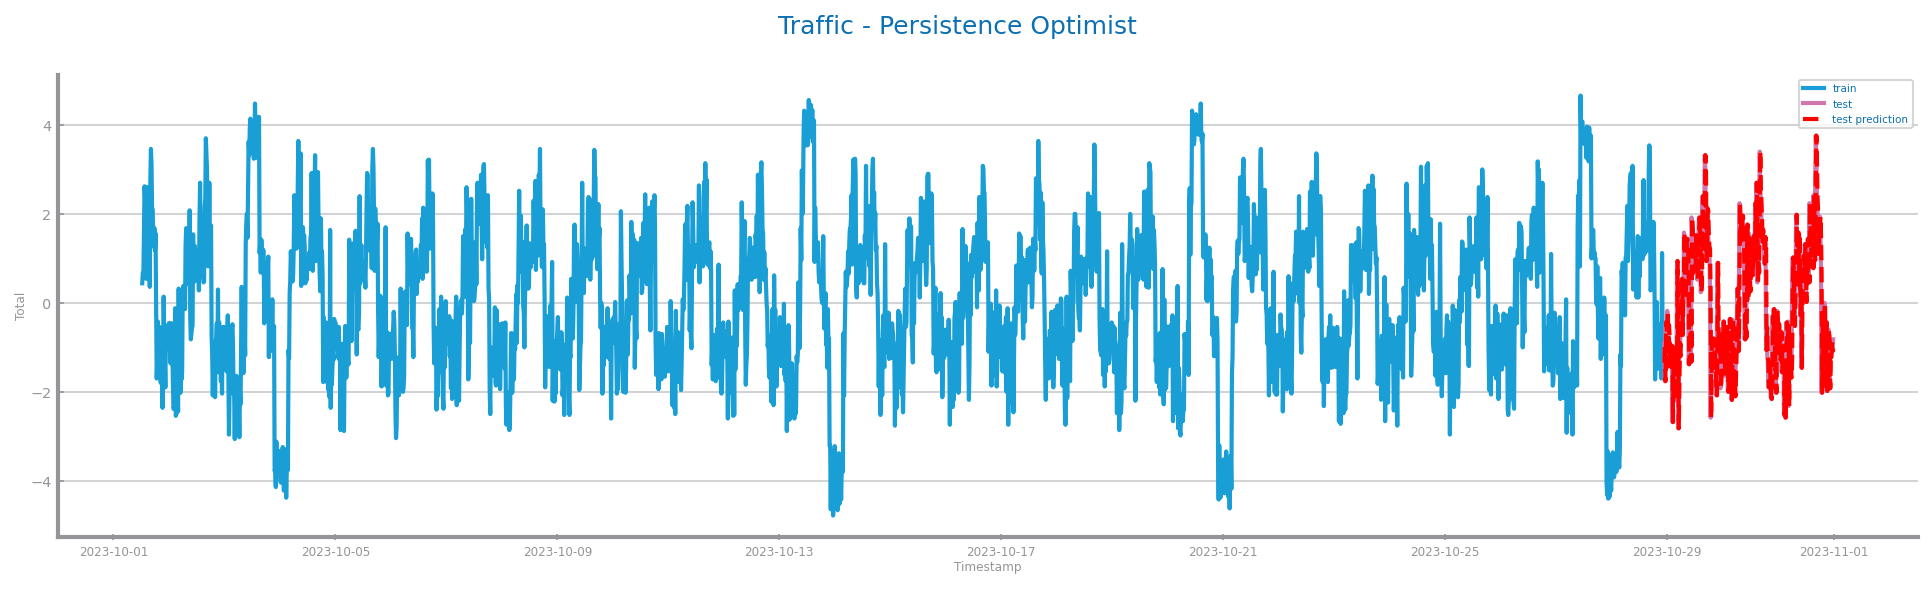 Traffic - Persistence Optimist
train
test
test prediction
4
2
0
−2
−4
Total
2023-10-01
2023-10-05
2023-10-09
2023-10-13
2023-10-17
2023-10-21
2023-10-25
2023-10-29
2023-11-01
Timestamp